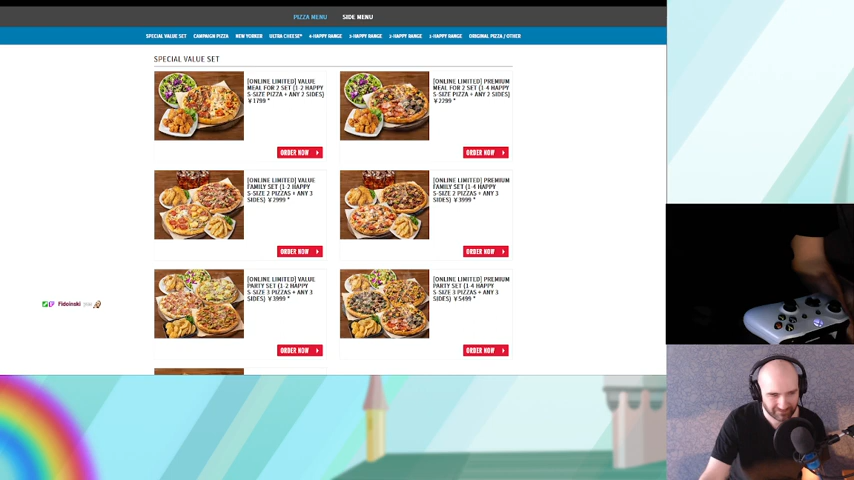 PIZZA MENU SIDE MENU
SPECIAL VALUE SET CAMPAIGN PIZZA NEW YORKER ULTRA CHEESE 4-HAPPY RANGE 3-HAPPY RANGE 2-HAPPY RANGE 1-HAPPY RANGE ORIGINAL PIZZA / OTHER
SPECIAL VALUE SET
[ONLINE LIMITED] VALUE
MEAL FOR 2 SET (1-2 HAPPY
S-SIZE PIZZA + ANY 2 SIDES)
¥1799 *
ORDER NOW
[ONLINE LIMITED] PREMIUM
MEAL FOR 2 SET (1-4 HAPPY
S-SIZE PIZZA + ANY 2 SIDES)
¥2299 *
ORDER NOW
[ONLINE LIMITED] VALUE
FAMILY SET (1-2 HAPPY
S-SIZE 2 PIZZAS + ANY 3
SIDES) ¥2999 *
ORDER NOW
[ONLINE LIMITED] PREMIUM
FAMILY SET (1-4 HAPPY
S-SIZE 2 PIZZAS + ANY 3
SIDES) ¥3999 *
ORDER NOW
[ONLINE LIMITED] VALUE
PARTY SET (1-2 HAPPY
S-SIZE 3 PIZZAS + ANY 3
SIDES) ¥3999 *
ORDER NOW
[ONLINE LIMITED] PREMIUM
PARTY SET (1-4 HAPPY
S-SIZE 3 PIZZAS + ANY 3
SIDES) ¥5499 *
ORDER NOW
Fidoinski